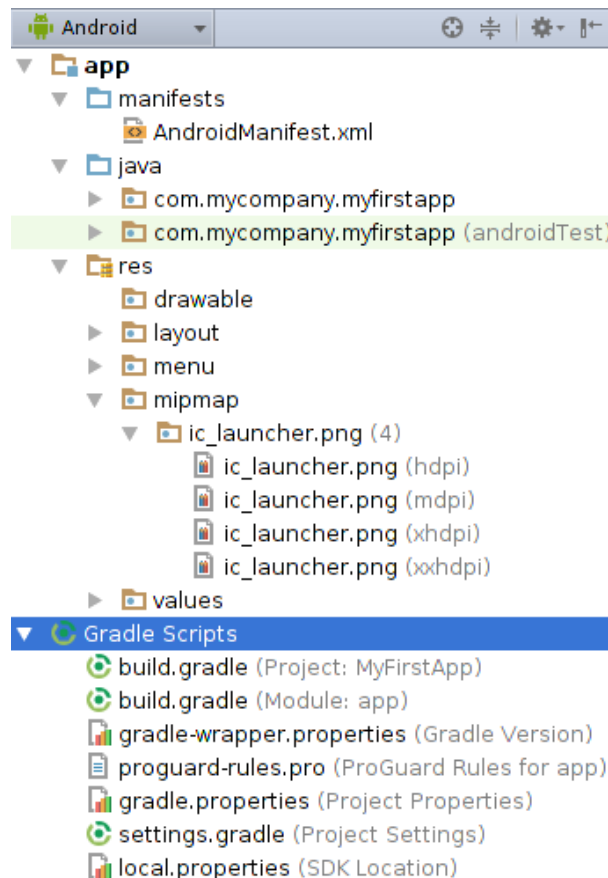 Android
app
manifests
AndroidManifest.xml
java
com.mycompany.myfirstapp
com.mycompany.myfirstapp (androidTest)
res
drawable
layout
menu
mipmap
ic_launcher.png (4)
ic_launcher.png (hdpi)
ic_launcher.png (mdpi)
ic_launcher.png (xhdpi)
ic_launcher.png (xxhdpi)
values
Gradle Scripts
build.gradle (Project: MyFirstApp)
build.gradle (Module: app)
gradle-wrapper.properties (Gradle Version)
proguard-rules.pro (ProGuard Rules for app)
gradle.properties (Project Properties)
settings.gradle (Project Settings)
local.properties (SDK Location)